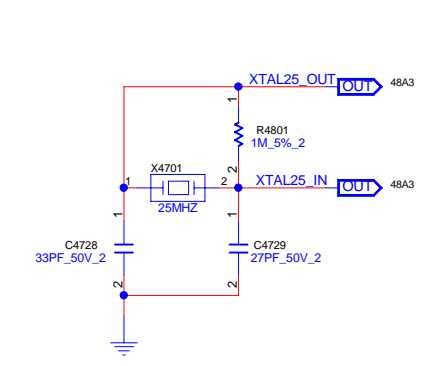 XTAL25_OUT
OUT
48A3
1
R4801
1M_5%_2
2
X4701
1
2
XTAL25_IN
OUT
48A3
25MHZ
1
1
C4728
33PF_50V_2
C4729
27PF_50V_2
2
2